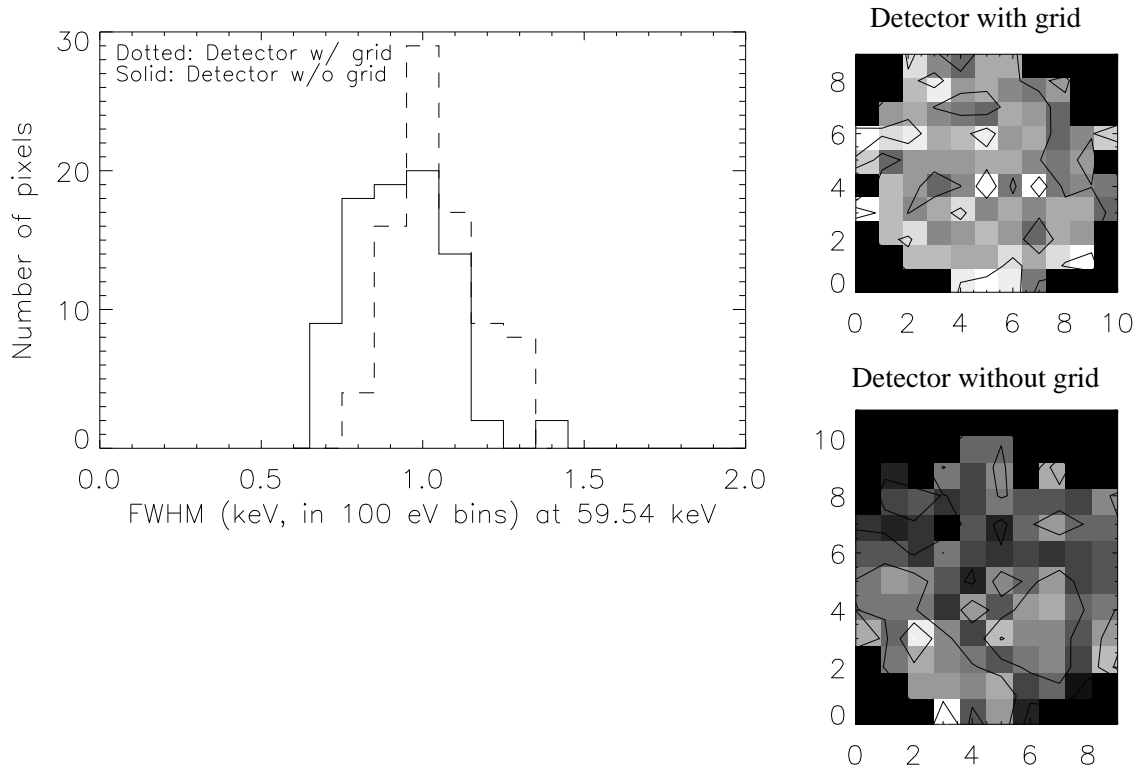 Dotted: Detector w/ grid
Solid: Detector w/o grid
30
20
10
0
Number of pixels
0.0 0.5 1.0 1.5 2.0
FWHM (keV, in 100 eV bins) at 59.54 keV
Detector with grid
8
6
4
2
0
0 2 4 6 8 10
Detector without grid
10
8
6
4
2
0
0 2 4 6 8